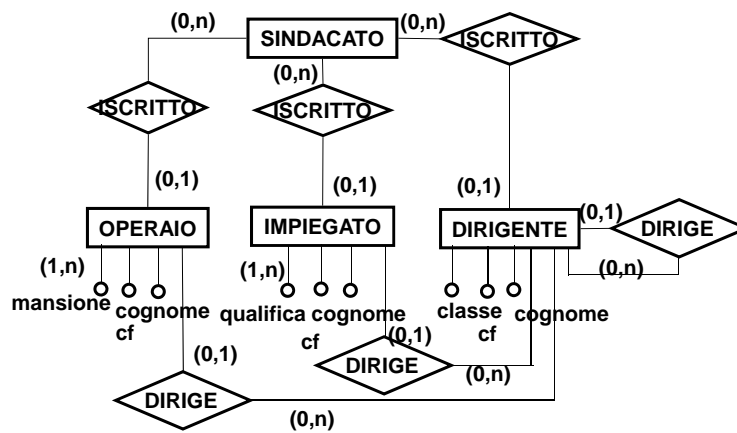 (0,n)
SINDACATO
(0,n)
ISCRITTO
(0,n)
ISCRITTO
ISCRITTO
(0,1)
(0,1)
(0,1)
(0,1)
DIRIGE
OPERAIO
IMPIEGATO
DIRIGENTE
(0,n)
(1,n)
(1,n)
mansione
cognome
cf
qualifica cognome
cf
classe
cf
cognome
(0,1)
(0,1)
DIRIGE
(0,n)
DIRIGE
(0,n)